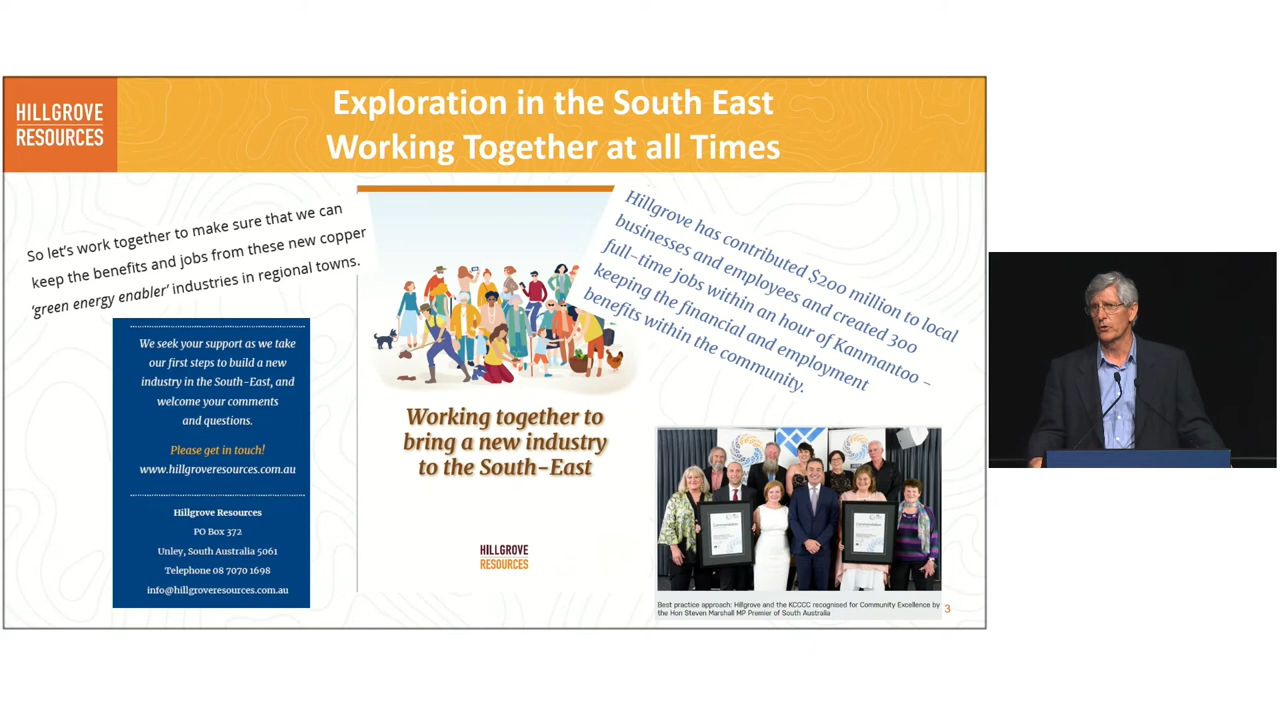 HILLGROVE
RESOURCES
Exploration in the South East
Working Together at all Times
So let's work together to make sure that we can
keep the benefits and jobs from these new copper
'green energy enabler' industries in regional towns.
We seek your support as we take
our first steps to build a new
industry in the South-East, and
welcome your comments
and questions.
Please get in touch!
www.hillgroveresources.com.au
Hillgrove Resources
PO Box 372
Unley, South Australia 5061
Telephone 08 7070 1698
info@hillgroveresources.com.au
Working together to
bring a new industry
to the South-East
HILLGROVE
RESOURCES
Hillgrove has contributed $200 million to local
businesses and employees and created 300
full-time jobs within an hour of Kanmantoo -
keeping the financial and employment
benefits within the community.
Best practice approach: Hillgrove and the KCCCC recognised for Community Excellence by
the Hon Steven Marshall MP Premier of South Australia
3